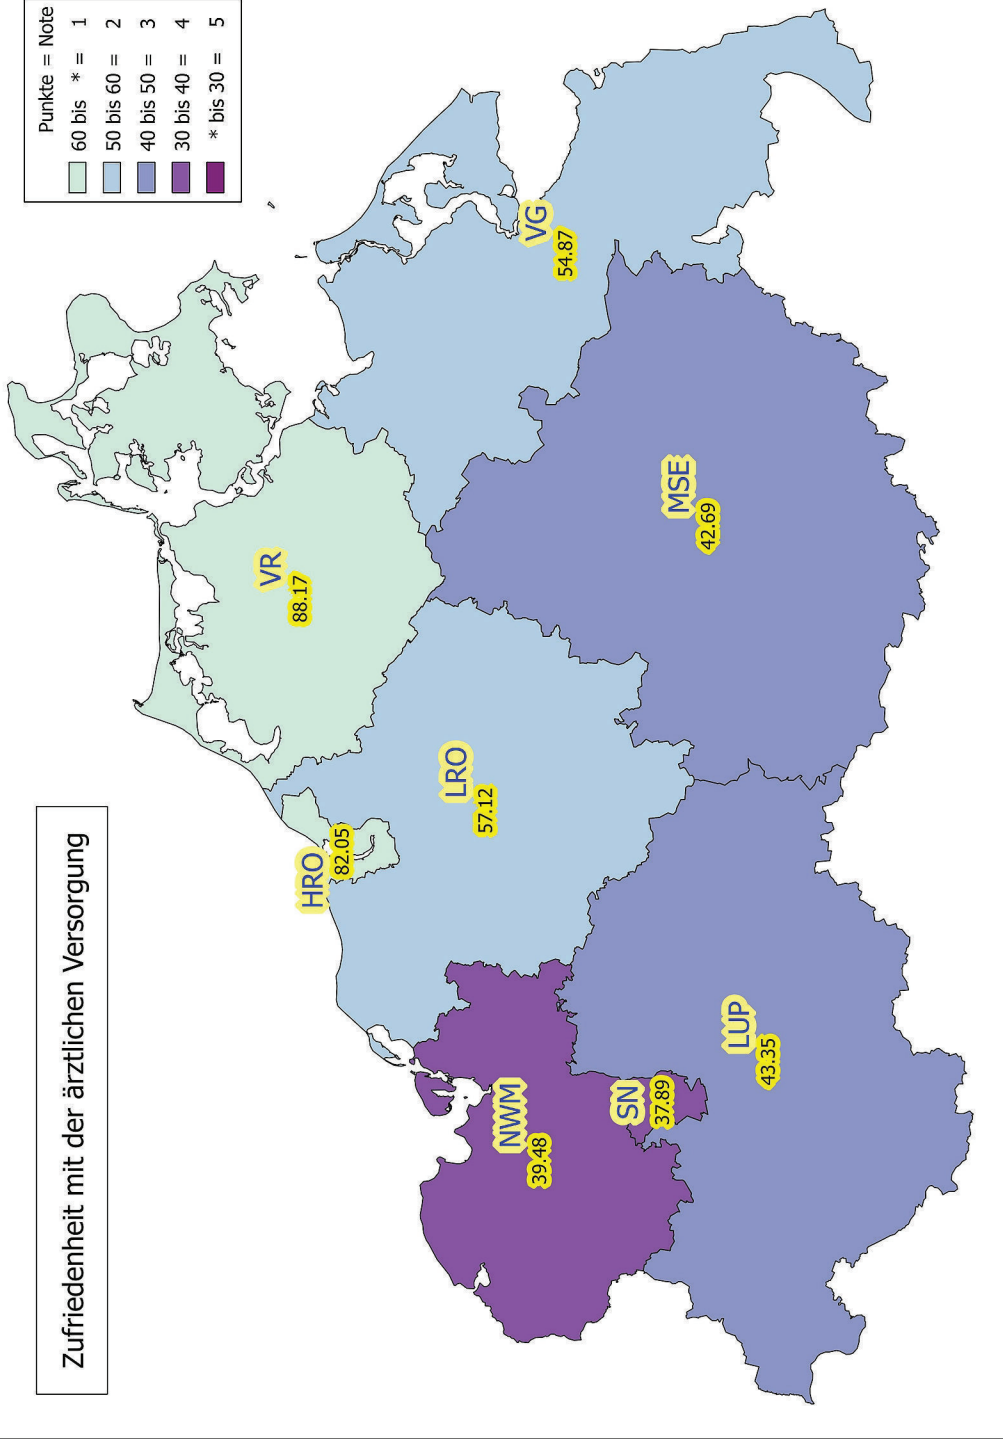 Zufriedenheit mit der ärztlichen Versorgung
Punkte = Note
60 bis * = 1
50 bis 60 = 2
40 bis 50 = 3
30 bis 40 = 4
* bis 30 = 5
VR
88.17
HRO
82.05
LRO
57.12
VG
54.87
NWM
39.48
SN
37.89
MSE
42.69
LUP
43.35